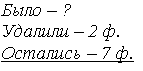 Было – ?
Удалили – 2 ф.
Остались – 7 ф.